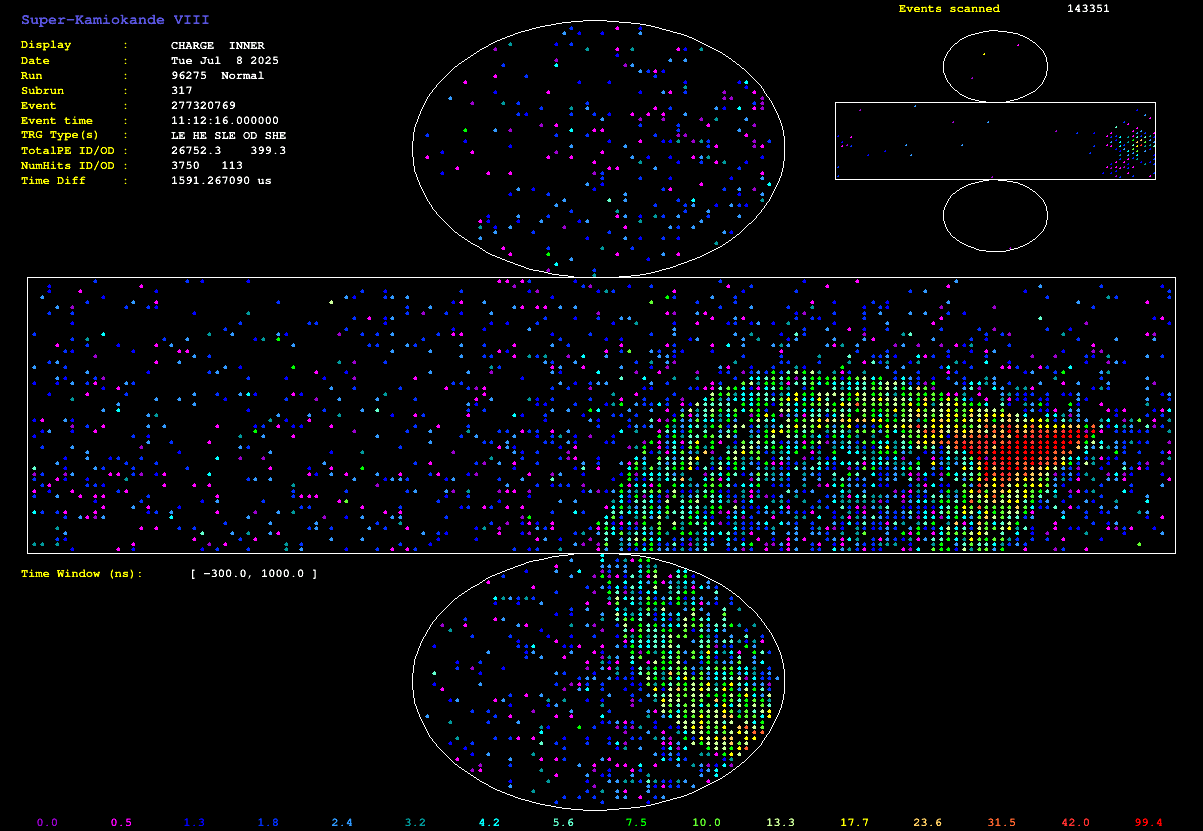 Super-Kamiokande VIII
Events scanned 143351
Display : CHARGE INNER
Date : Tue Jul 8 2025
Run : 96275 Normal
Subrun : 317
Event : 277320769
Event time : 11:12:16.000000
TRG Type(s) : LE HE SLE OD SHE
TotalPE ID/OD : 26752.3 399.3
NumHits ID/OD : 3750 113
Time Diff : 1591.267090 us
Time Window (ns): [ -300.0, 1000.0 ]
0.0 0.5 1.3 1.8 2.4 3.2 4.2 5.6 7.5 10.0 13.3 17.7 23.6 31.5 42.0 99.4